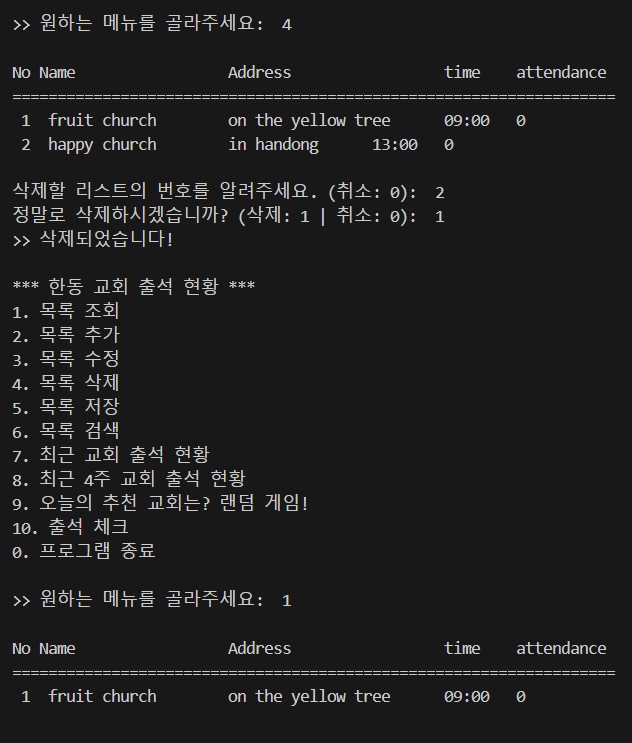 >> 원하는 메뉴를 골라주세요:  4
No Name                 Address                 time    attendance
===================================================================
 1  fruit church        on the yellow tree      09:00   0
 2  happy church        in handong      13:00   0
삭제할 리스트의 번호를 알려주세요. (취소: 0):  2
정말로 삭제하시겠습니까? (삭제: 1 | 취소: 0):  1
>> 삭제되었습니다!
*** 한동 교회 출석 현황 ***
1. 목록 조회
2. 목록 추가
3. 목록 수정
4. 목록 삭제
5. 목록 저장
6. 목록 검색
7. 최근 교회 출석 현황
8. 최근 4주 교회 출석 현황
9. 오늘의 추천 교회는? 랜덤 게임!
10. 출석 체크
0. 프로그램 종료
>> 원하는 메뉴를 골라주세요:  1
No Name                 Address                 time    attendance
===================================================================
 1  fruit church        on the yellow tree      09:00   0